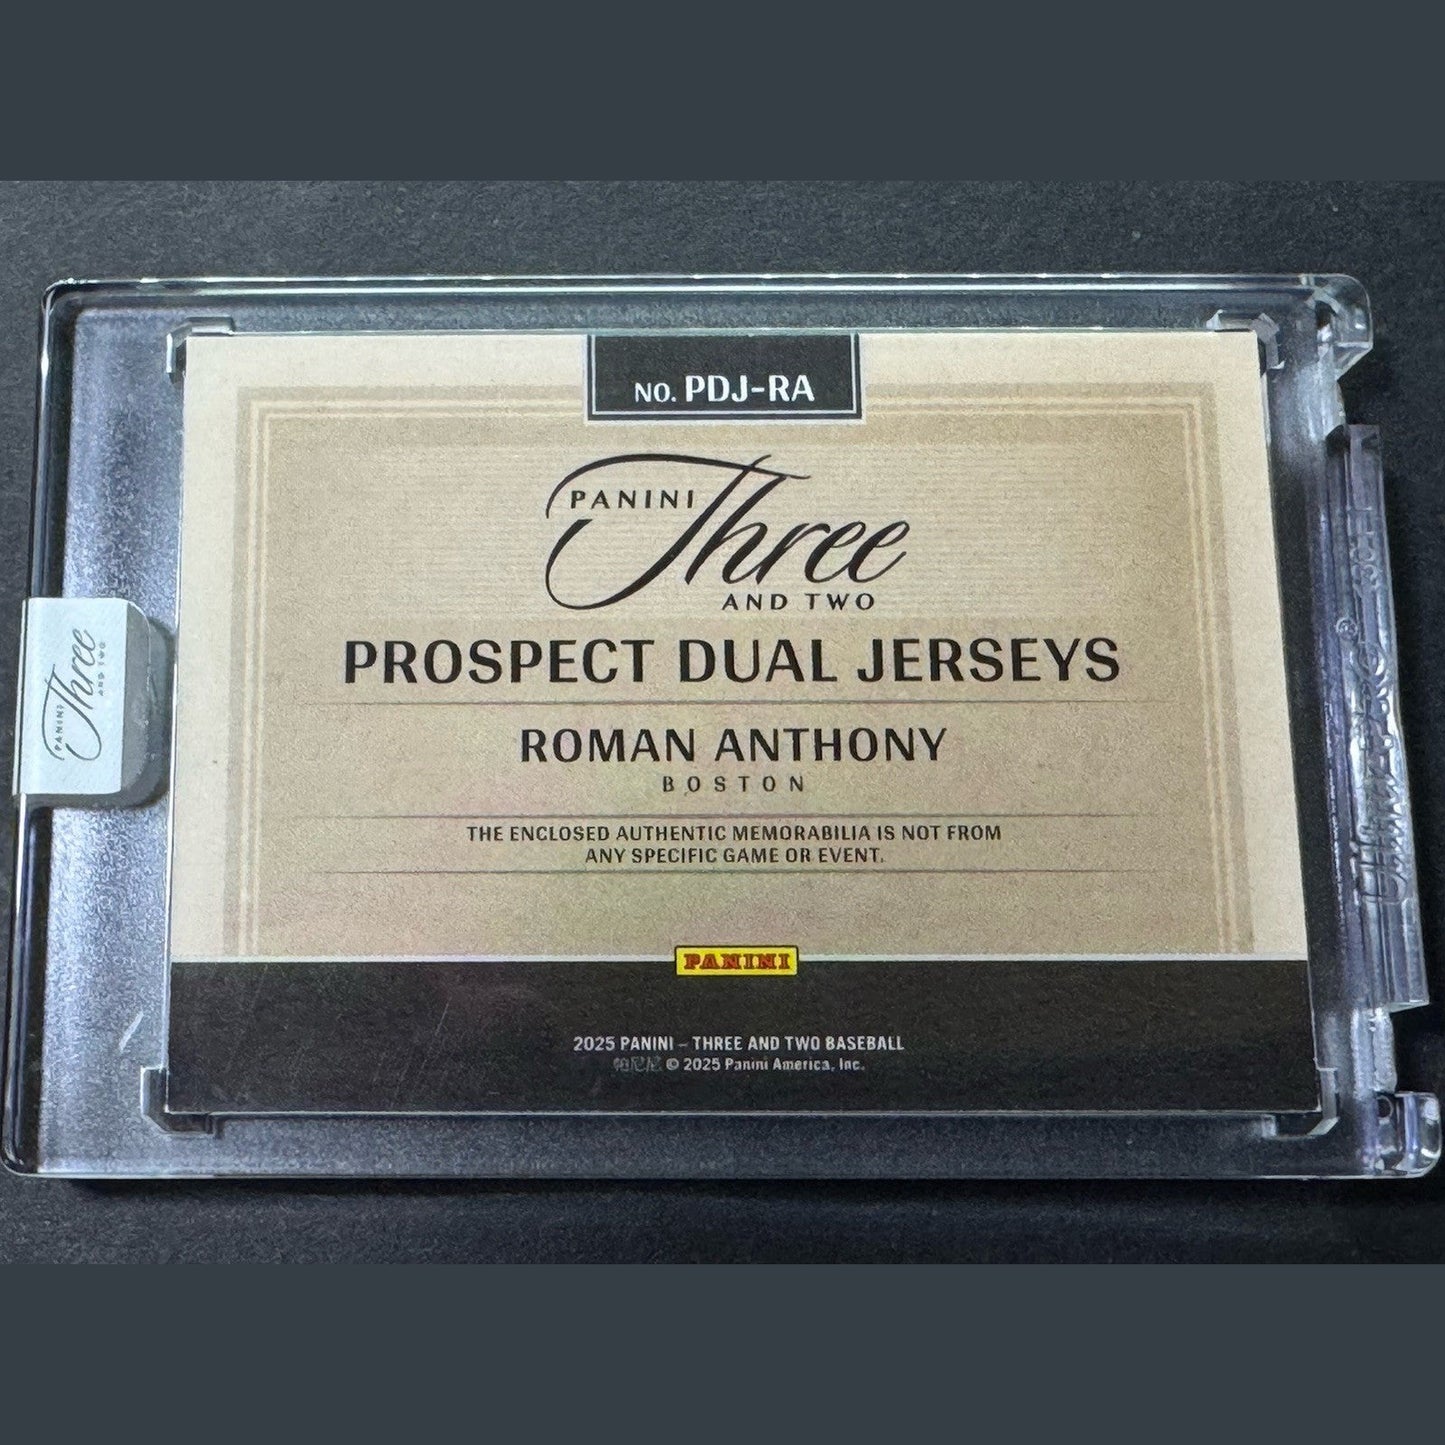 NO. PDJ-RA
PANINI
Three
AND TWO
PROSPECT DUAL JERSEYS
ROMAN ANTHONY
BOSTON
THE ENCLOSED AUTHENTIC MEMORABILIA IS NOT FROM
ANY SPECIFIC GAME OR EVENT.
PANINI
2025 PANINI – THREE AND TWO BASEBALL
帕尼尼 © 2025 Panini America, Inc.
PANINI
Three
AND TWO